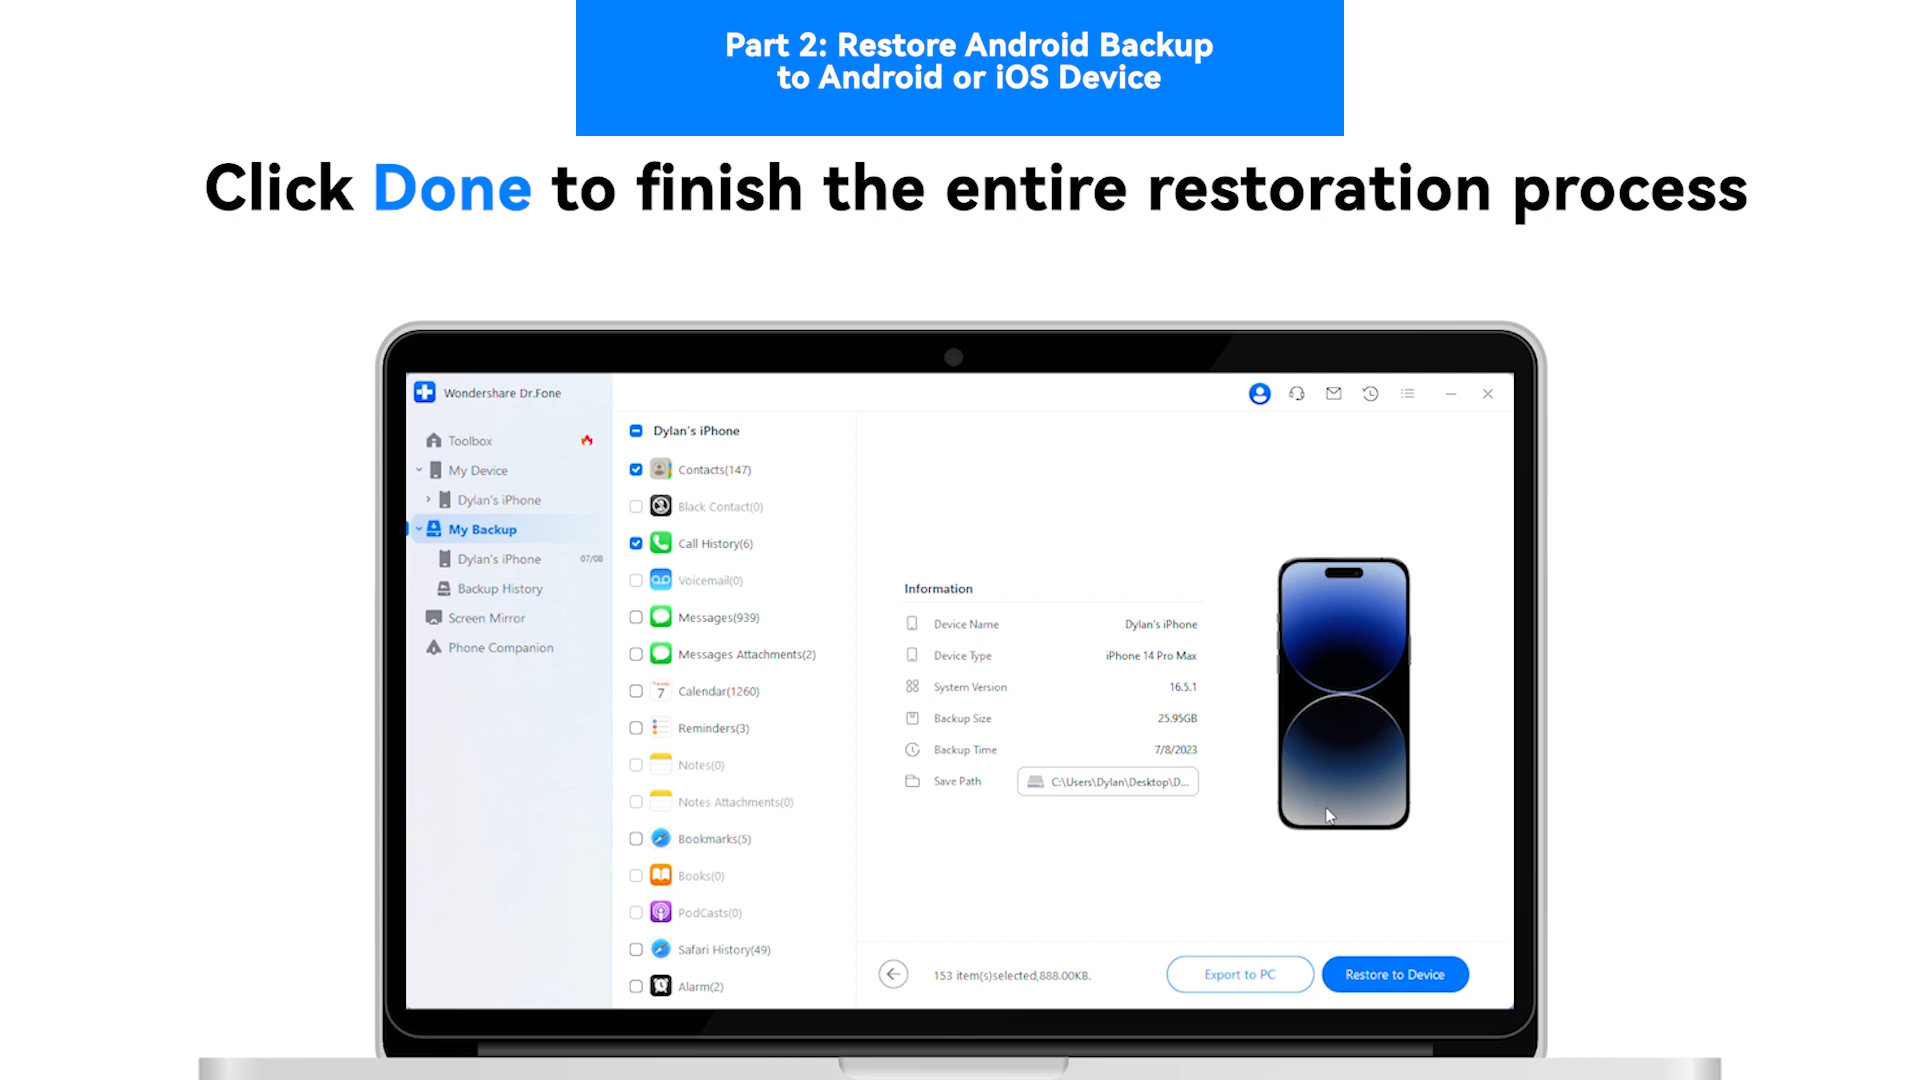 Part 2: Restore Android Backup
to Android or iOS Device
Click Done to finish the entire restoration process
Wondershare Dr.Fone
Toolbox
My Device
Dylan's iPhone
My Backup
Dylan's iPhone 07/08
Backup History
Screen Mirror
Phone Companion
Dylan's iPhone
Contacts(147)
Black Contact(0)
Call History(6)
Voicemail(0)
Messages(939)
Messages Attachments(2)
7 Calendar(1260)
Reminders(3)
Notes(0)
Notes Attachments(0)
Bookmarks(5)
Books(0)
PodCasts(0)
Safari History(49)
Alarm(2)
Information
Device Name Dylan's iPhone
Device Type iPhone 14 Pro Max
System Version 16.5.1
Backup Size 25.95GB
Backup Time 7/8/2023
Save Path C:\Users\Dylan\Desktop\D...
153 item(s)selected,888.00KB.
Export to PC
Restore to Device